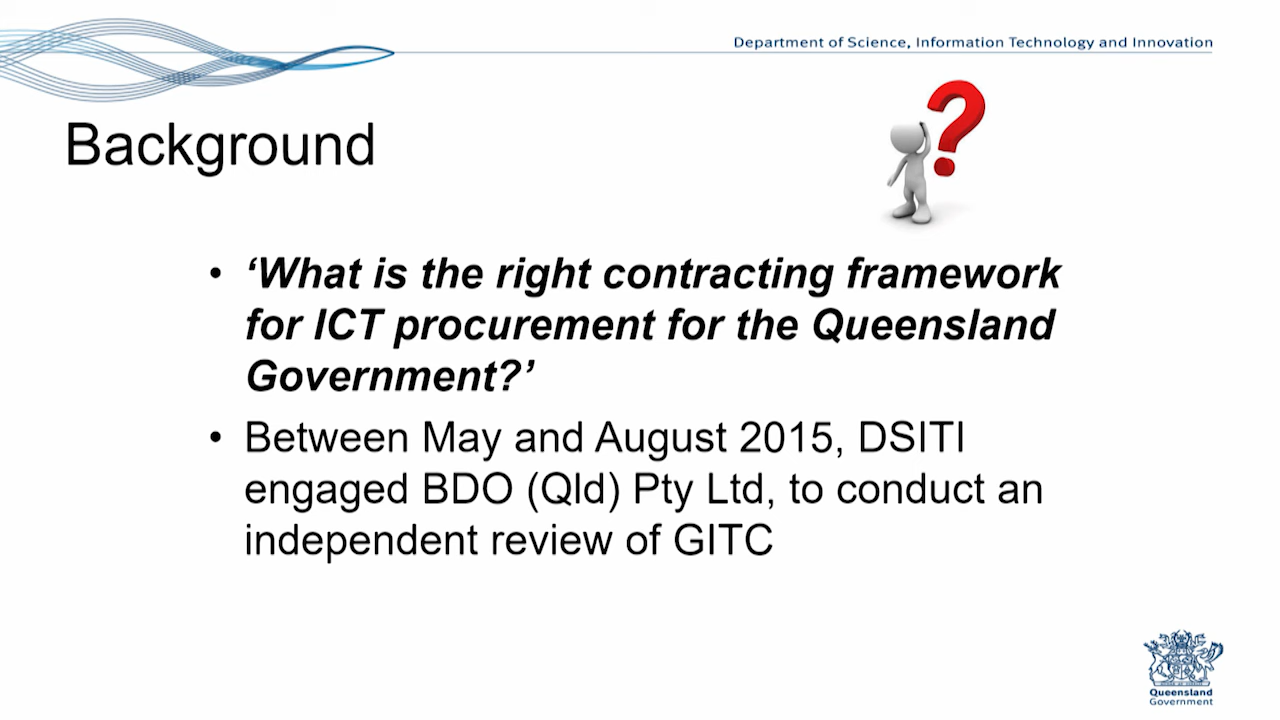 Department of Science, Information Technology and Innovation
Background
• ‘What is the right contracting framework
for ICT procurement for the Queensland
Government?’
• Between May and August 2015, DSITI
engaged BDO (Qld) Pty Ltd, to conduct an
independent review of GITC
Queensland
Government